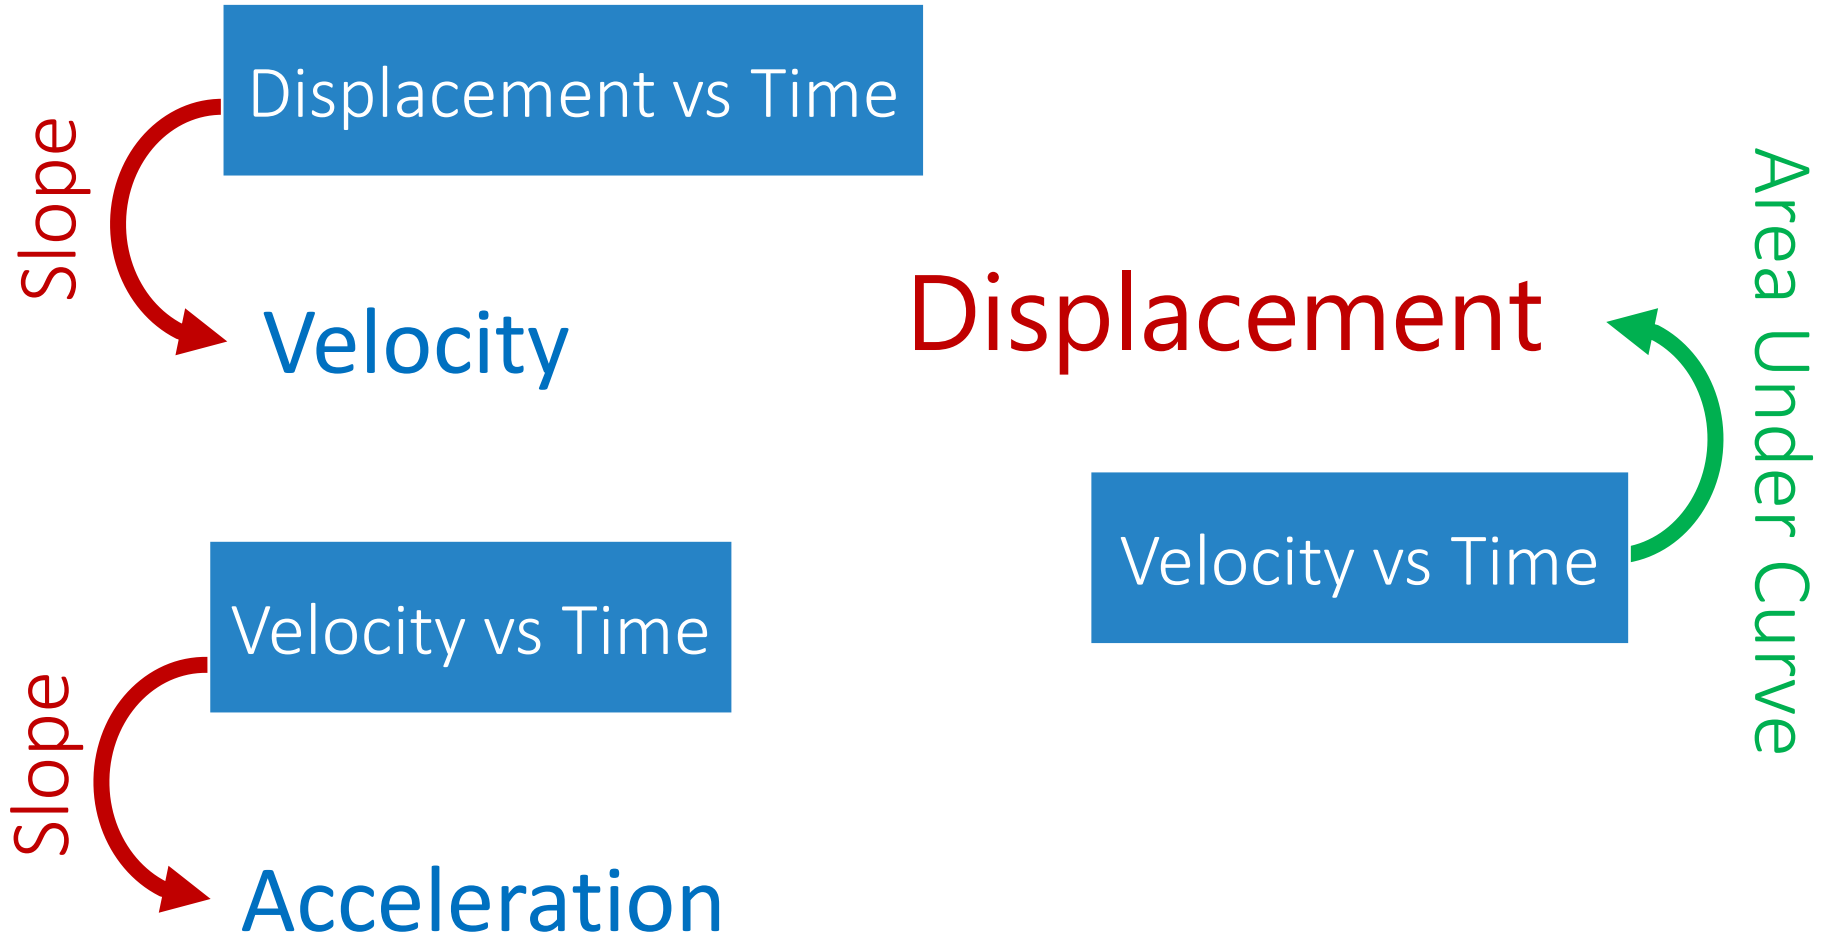 Slope
Displacement vs Time
Velocity
Slope
Velocity vs Time
Acceleration
Displacement
Velocity vs Time
Area Under Curve